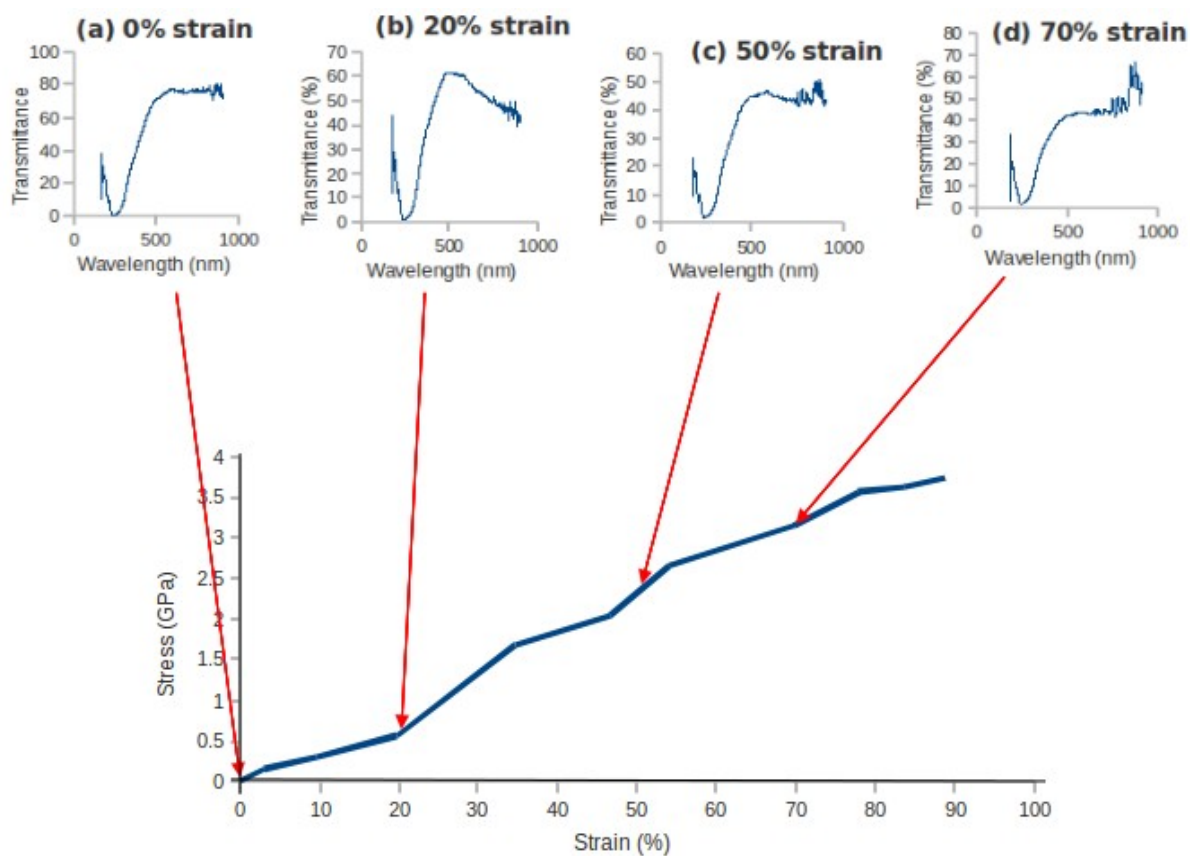 (a) 0% strain
100
80
60
40
20
0
Transmittance
0 500 1000
Wavelength (nm)
(b) 20% strain
70
60
50
40
30
20
10
0
Transmittance (%)
0 500 1000
Wavelength (nm)
(c) 50% strain
60
50
40
30
20
10
0
Transmittance (%)
0 500 1000
Wavelength (nm)
(d) 70% strain
80
70
60
50
40
30
20
10
0
Transmittance (%)
0 500 1000
Wavelength (nm)
4
3.5
3
2.5
2
1.5
1
0.5
0
Stress (GPa)
0 10 20 30 40 50 60 70 80 90 100
Strain (%)